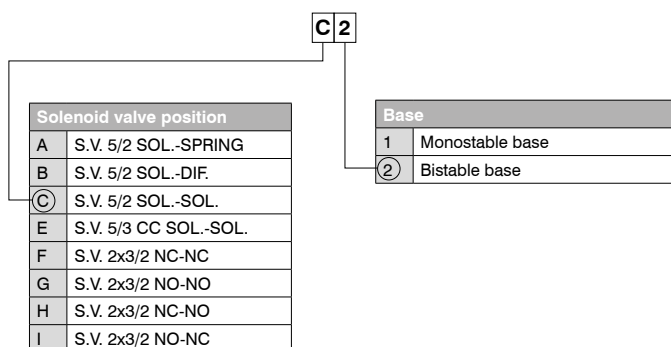 C 2
Solenoid valve position
A S.V. 5/2 SOL.-SPRING
B S.V. 5/2 SOL.-DIF.
C S.V. 5/2 SOL.-SOL.
E S.V. 5/3 CC SOL.-SOL.
F S.V. 2x3/2 NC-NC
G S.V. 2x3/2 NO-NO
H S.V. 2x3/2 NC-NO
I S.V. 2x3/2 NO-NC
Base
1 Monostable base
2 Bistable base